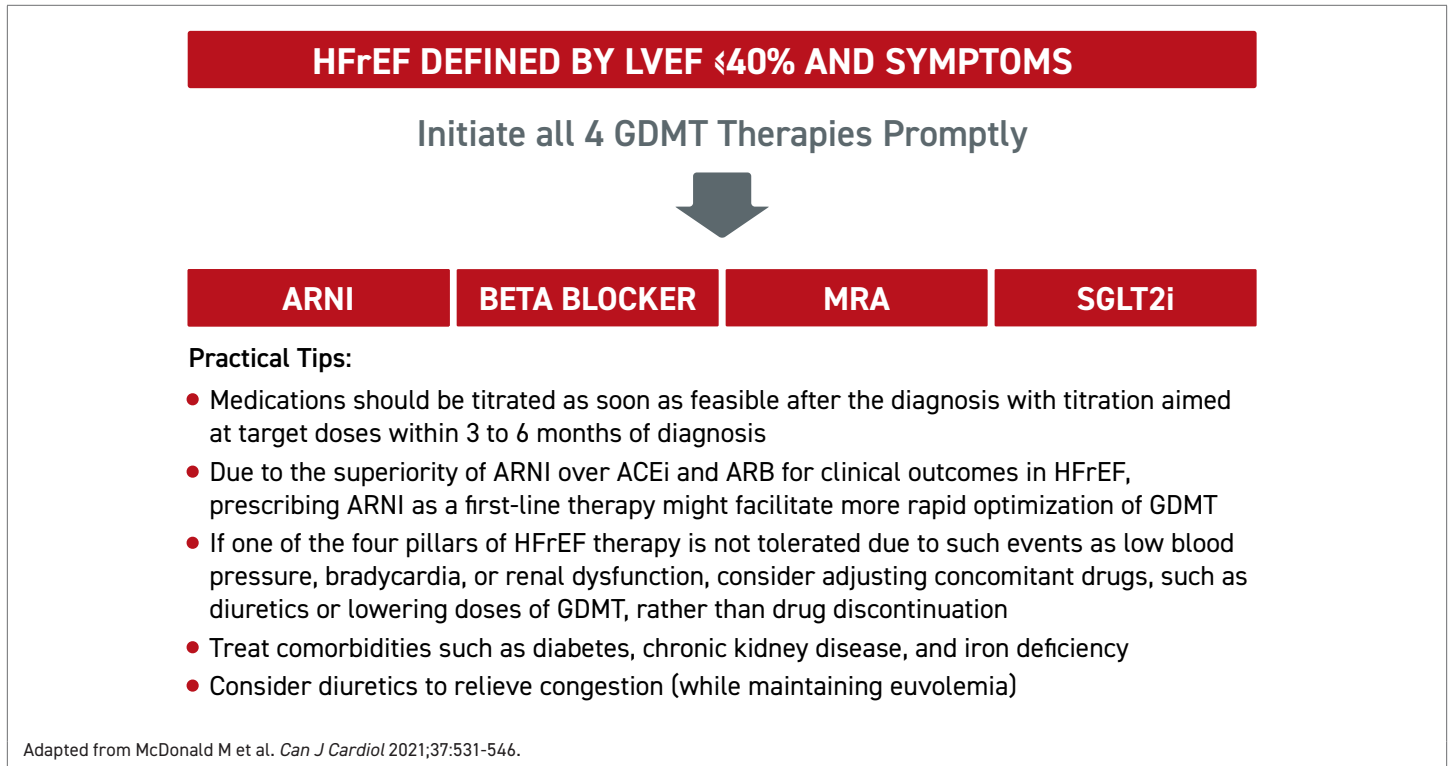 HFrEF DEFINED BY LVEF ≤40% AND SYMPTOMS
Initiate all 4 GDMT Therapies Promptly
ARNI
BETA BLOCKER
MRA
SGLT2i
Practical Tips:
• Medications should be titrated as soon as feasible after the diagnosis with titration aimed
at target doses within 3 to 6 months of diagnosis
• Due to the superiority of ARNI over ACEi and ARB for clinical outcomes in HFrEF,
prescribing ARNI as a first-line therapy might facilitate more rapid optimization of GDMT
• If one of the four pillars of HFrEF therapy is not tolerated due to such events as low blood
pressure, bradycardia, or renal dysfunction, consider adjusting concomitant drugs, such as
diuretics or lowering doses of GDMT, rather than drug discontinuation
• Treat comorbidities such as diabetes, chronic kidney disease, and iron deficiency
• Consider diuretics to relieve congestion (while maintaining euvolemia)
Adapted from McDonald M et al. Can J Cardiol 2021;37:531-546.